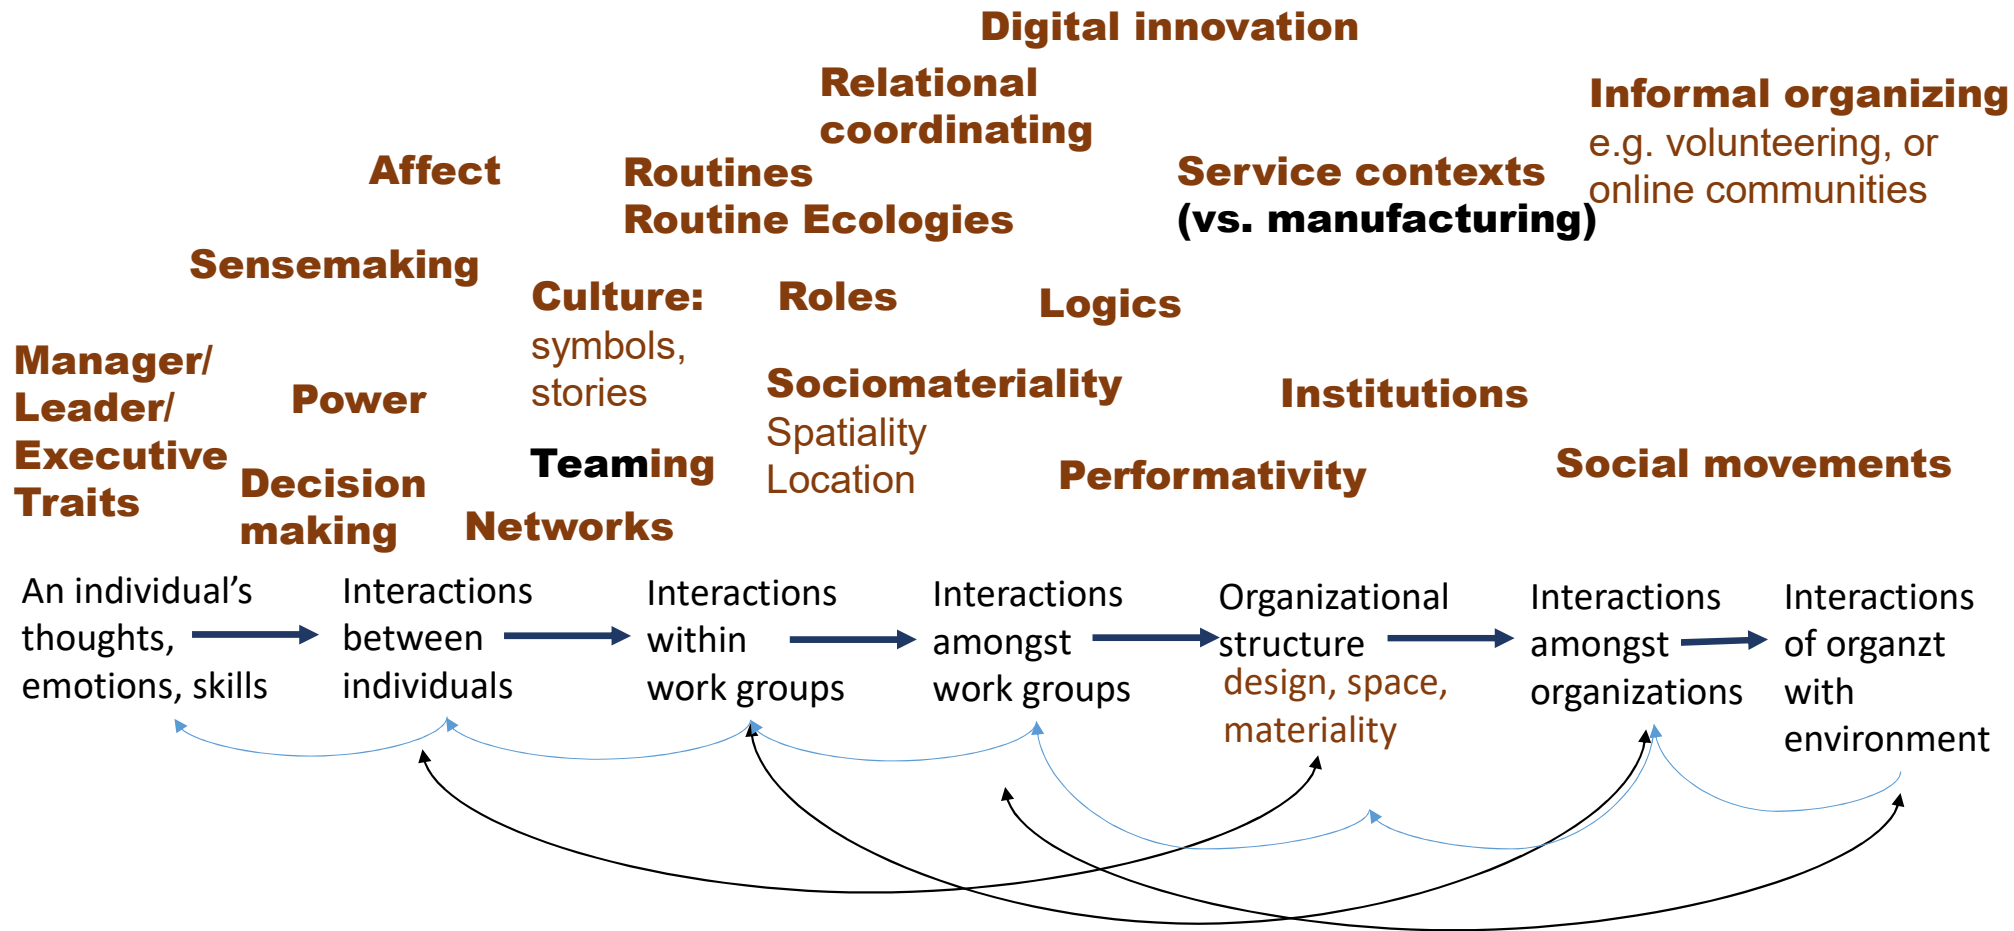 Digital innovation
Relational
coordinating
Informal organizing
e.g. volunteering, or
online communities
Affect
Routines
Routine Ecologies
Service contexts
(vs. manufacturing)
Sensemaking
Culture:
symbols,
stories
Roles
Logics
Manager/
Leader/
Executive
Traits
Power
Sociomateriality
Spatiality
Location
Institutions
Decision
making
Teaming
Networks
Performativity
Social movements
An individual’s
thoughts,
emotions, skills
Interactions
between
individuals
Interactions
within
work groups
Interactions
amongst
work groups
Organizational
structure
design, space,
materiality
Interactions
amongst
organizations
Interactions
of organzt
with
environment